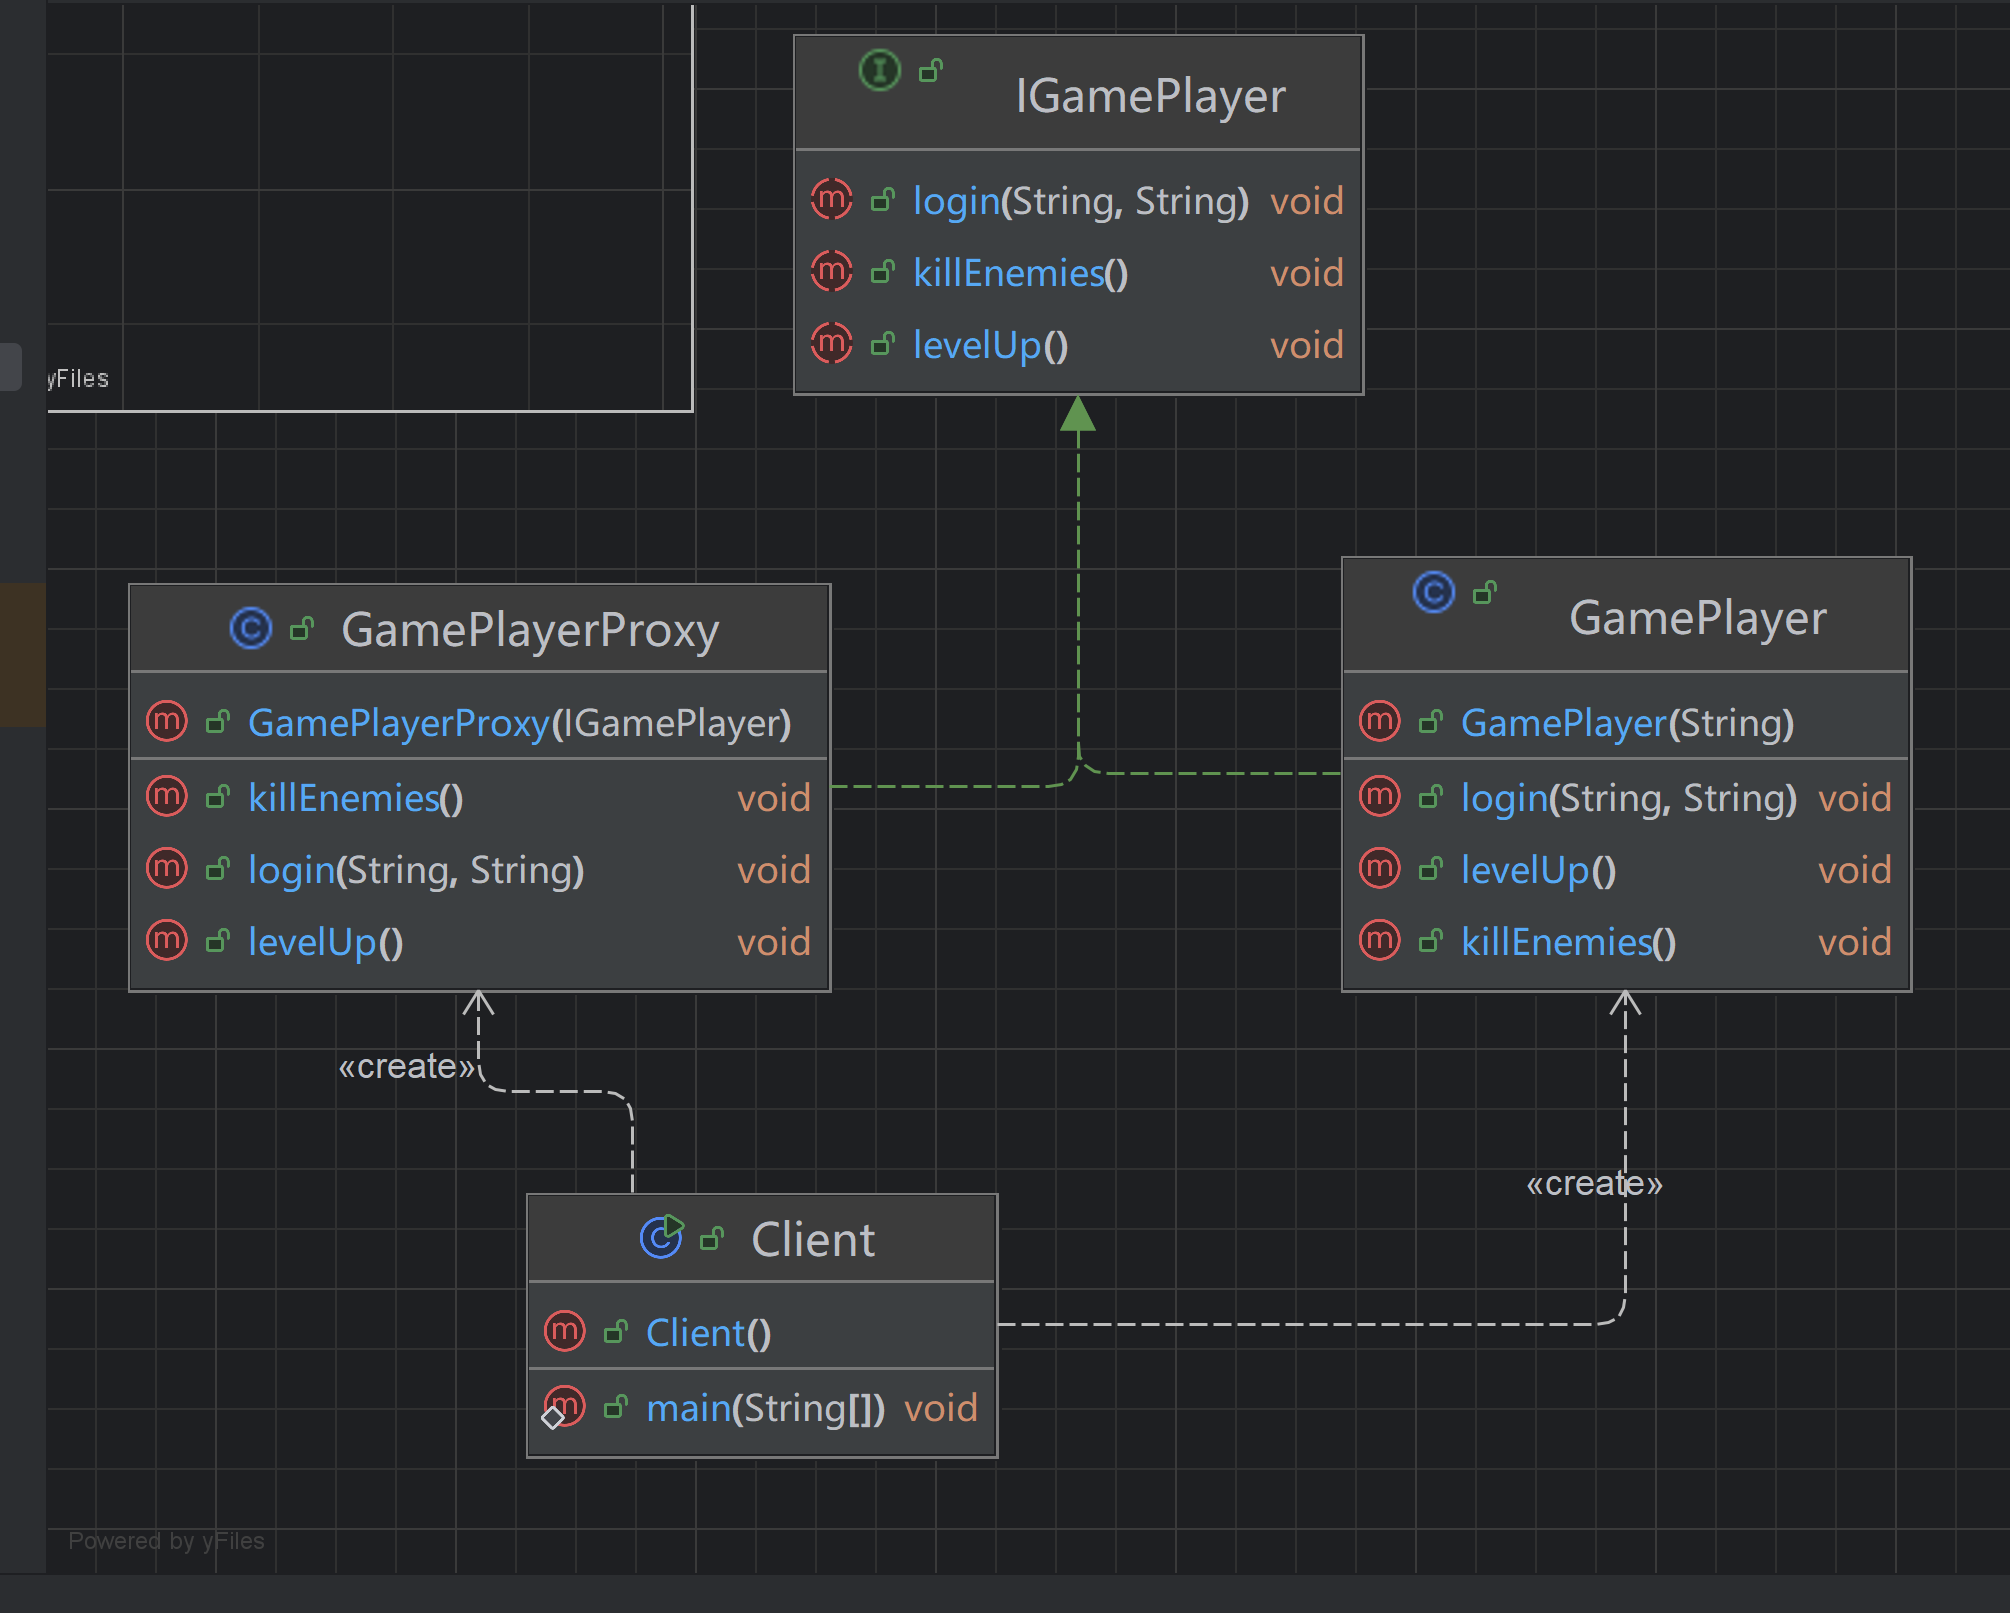 IGamePlayer
login(String, String) void
killEnemies() void
levelUp() void
yFiles
GamePlayerProxy
GamePlayerProxy(IGamePlayer)
killEnemies() void
login(String, String) void
levelUp() void
GamePlayer
GamePlayer(String)
login(String, String) void
levelUp() void
killEnemies() void
«create»
«create»
Client
Client()
main(String[]) void
Powered by yFiles